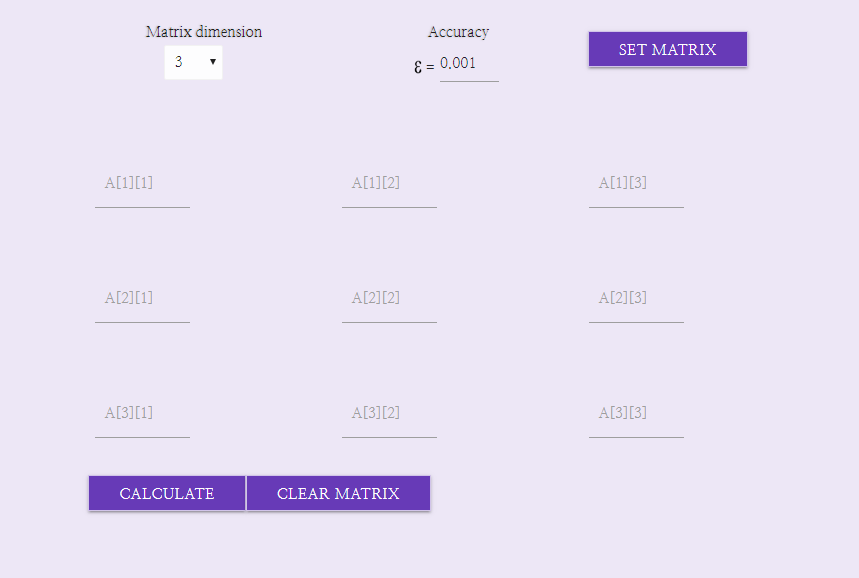 Matrix dimension
Accuracy
SET MATRIX
3
ℇ = 0.001
A[1][1] A[1][2] A[1][3]
A[2][1] A[2][2] A[2][3]
A[3][1] A[3][2] A[3][3]
CALCULATE CLEAR MATRIX